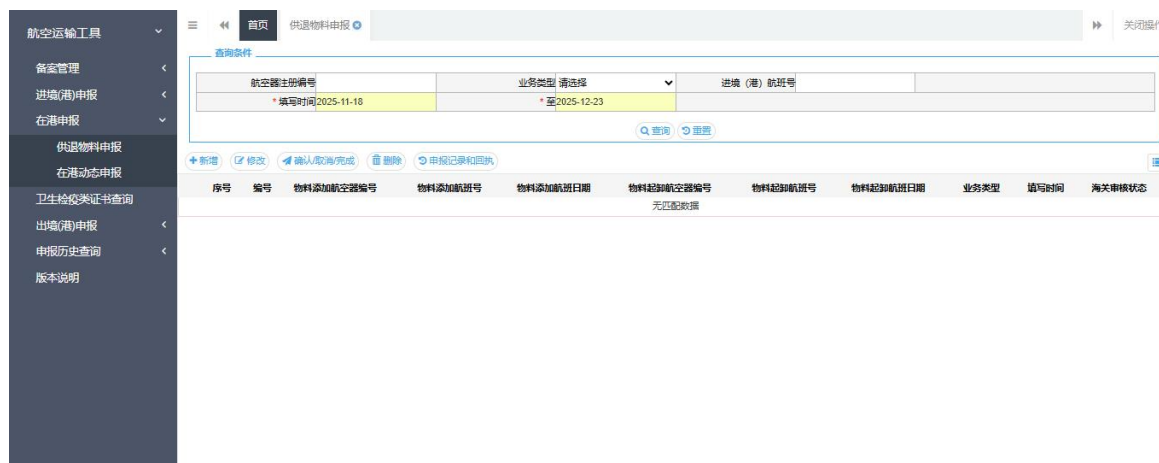 航空运输工具
首页 供退物料申报 关闭操作
备案管理
进境(港)申报
在港申报
供退物料申报
在港动态申报
卫生检疫类证书查询
出境(港)申报
申报历史查询
版本说明
查询条件
航空器注册编号 业务类型 请选择 进境（港）航班号
* 填写时间 2025-11-18 * 至 2025-12-23
查询 重置
新增 修改 确认/取消/完成 删除 申报记录和回执
序号 编号 物料添加航空器编号 物料添加航班号 物料添加航班日期 物料起卸航空器编号 物料起卸航班号 物料起卸航班日期 业务类型 填写时间 海关审核状态
无匹配数据